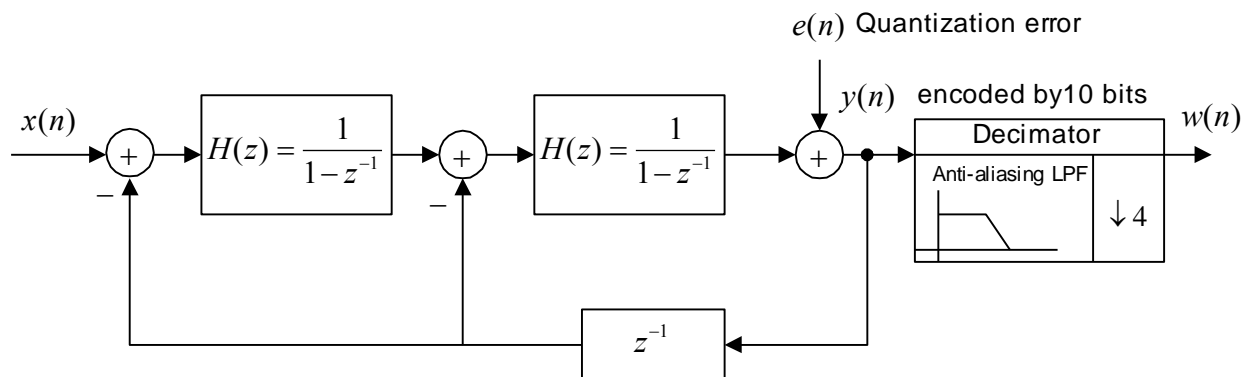 e(n) Quantization error
x(n)
H(z) = 1/(1 − z⁻¹)
H(z) = 1/(1 − z⁻¹)
y(n)
encoded by10 bits
w(n)
+
+
+
Decimator
Anti-aliasing LPF
↓ 4
−
−
z⁻¹